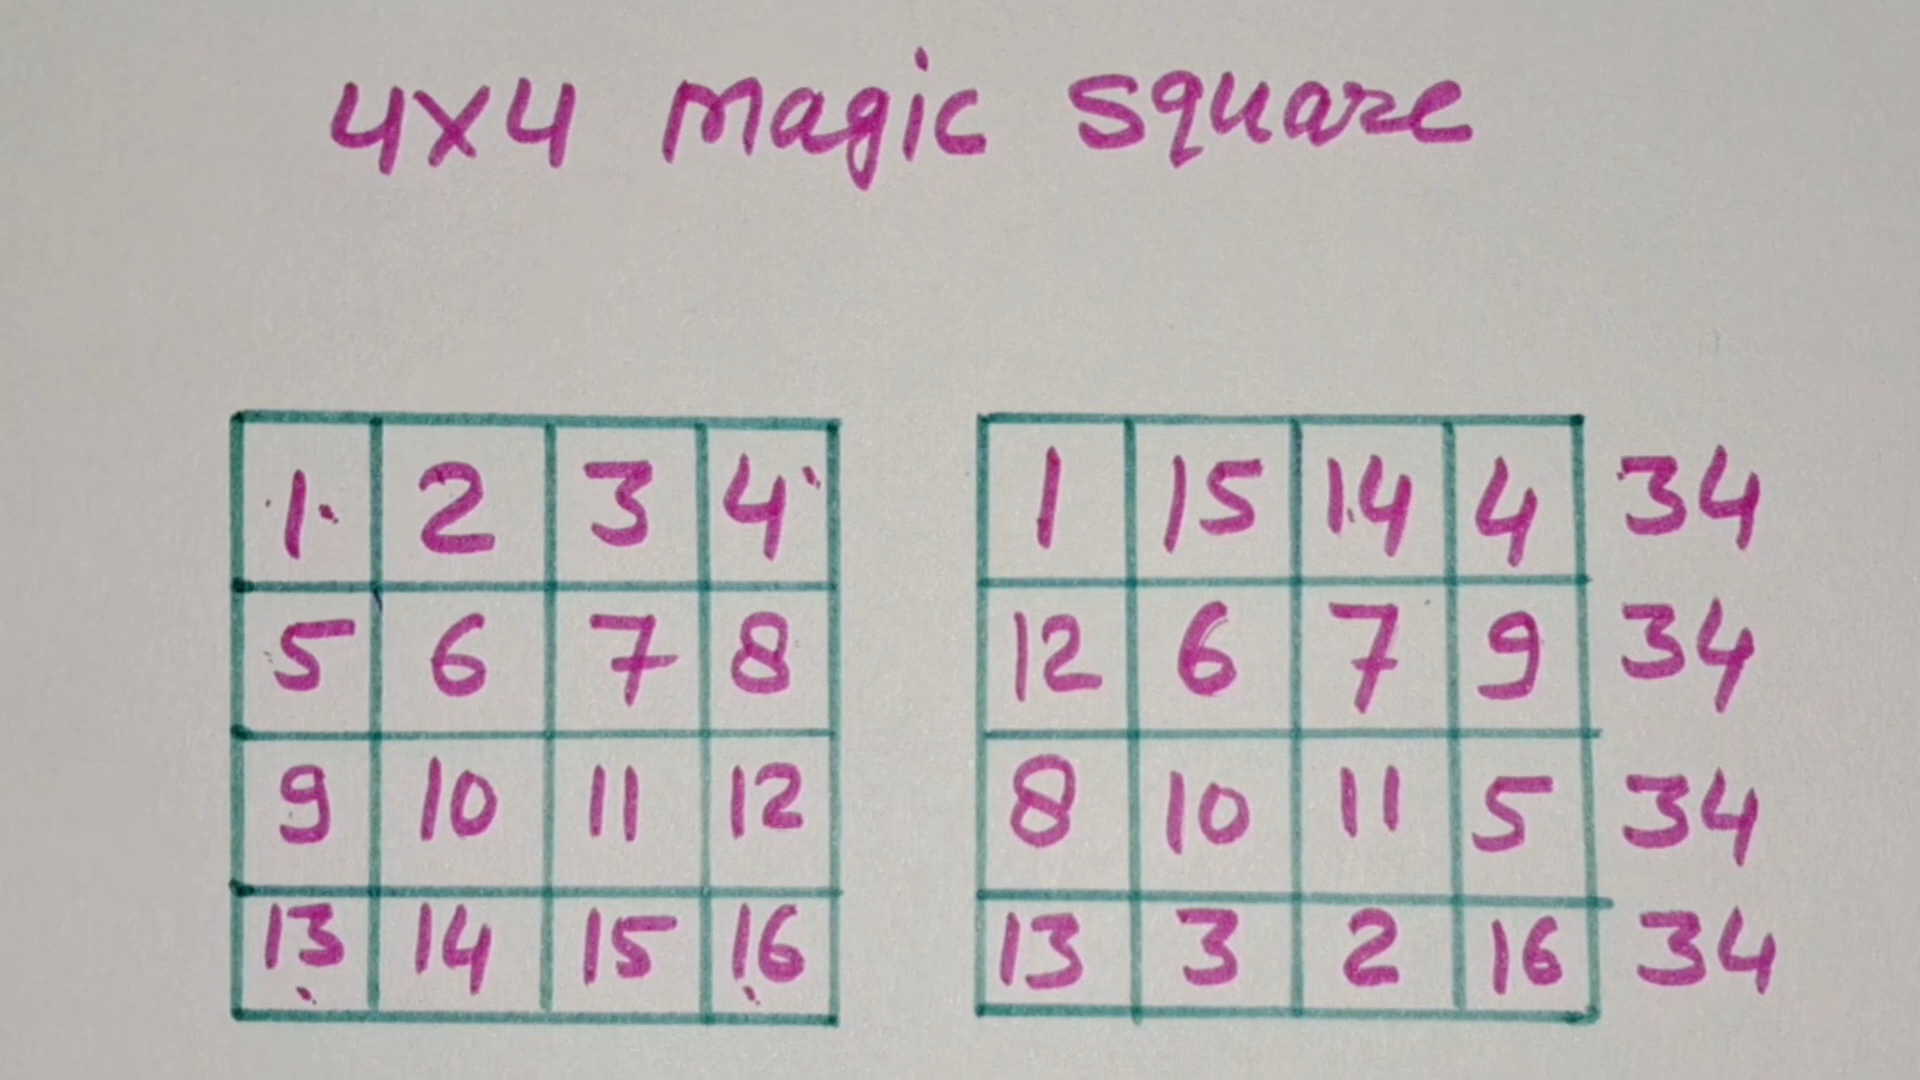 4x4 magic square
1 2 3 4
5 6 7 8
9 10 11 12
13 14 15 16
1 15 14 4 34
12 6 7 9 34
8 10 11 5 34
13 3 2 16 34